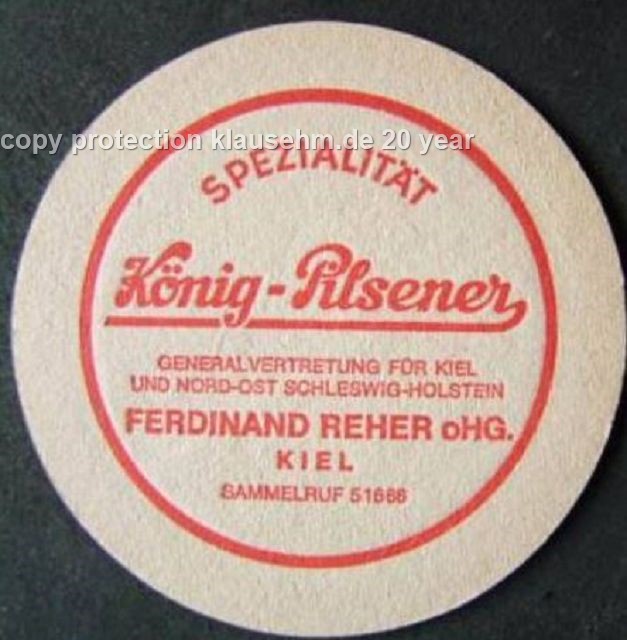 copy protection klausehm.de 20 year
SPEZIALITÄT
König-Pilsener
GENERALVERTRETUNG FÜR KIEL
UND NORD-OST SCHLESWIG-HOLSTEIN
FERDINAND REHER oHG.
KIEL
SAMMELRUF 51666